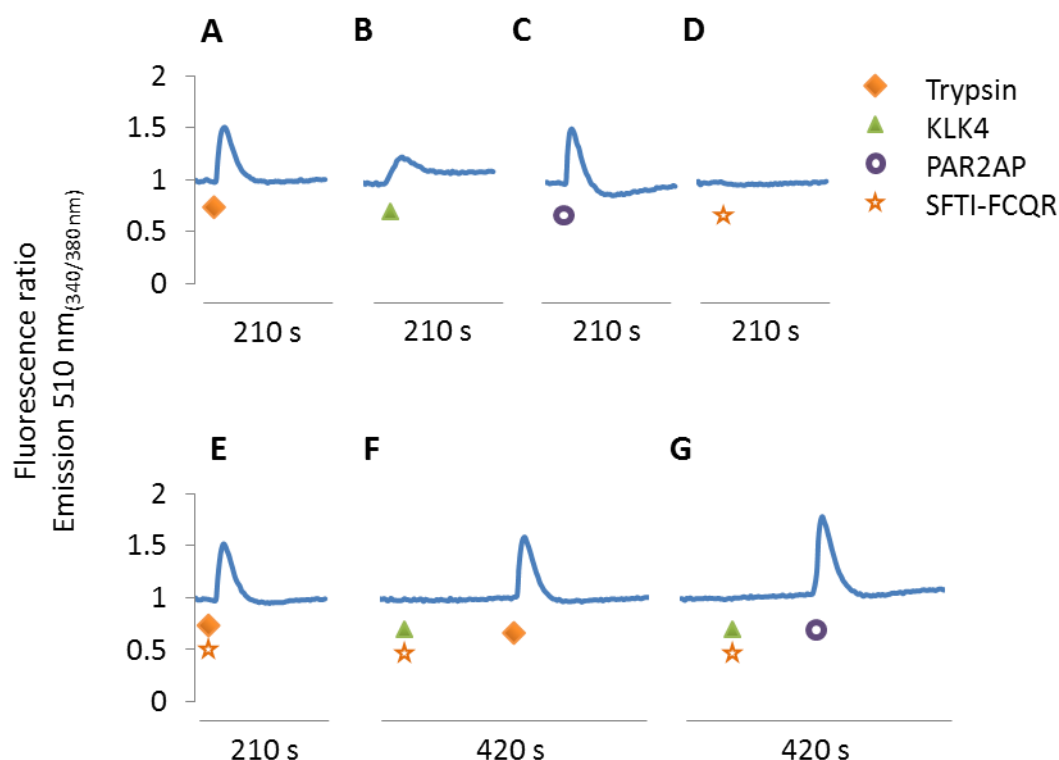 A B C D
2
1.5
1
0.5
0
Trypsin
KLK4
PAR2AP
SFTI-FCQR
210 s 210 s 210 s 210 s
Fluorescence ratio
Emission 510 nm(340/380 nm)
E F G
2
1.5
1
0.5
0
210 s 420 s 420 s